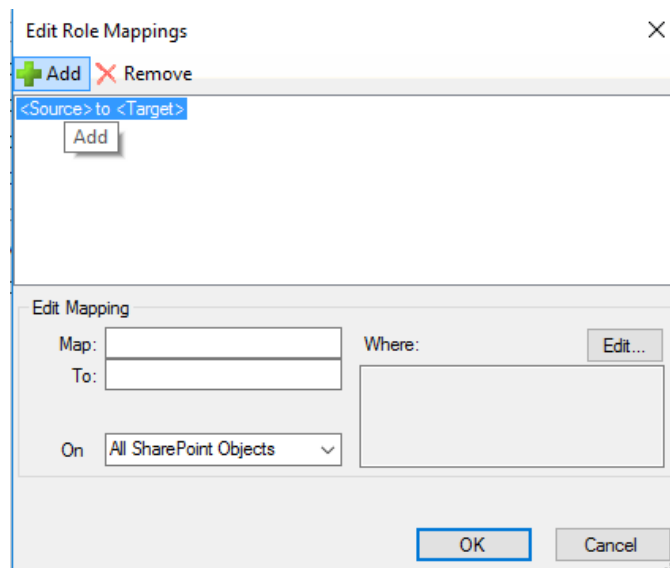 Edit Role Mappings
Add Remove
<Source> to <Target>
Add
Edit Mapping
Map:
Where:
Edit...
To:
On
All SharePoint Objects
OK
Cancel